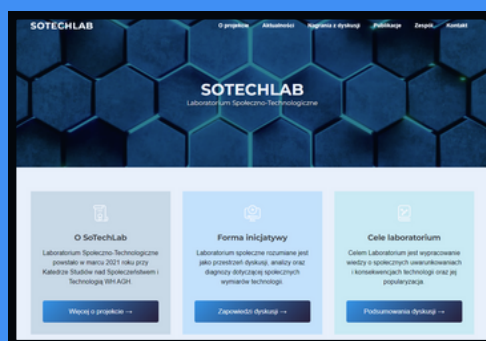 SOTECHLAB
O projekcie Aktualności Nagrania z dyskusji Publikacje Zespół Kontakt
SOTECHLAB
Laboratorium Społeczno-Technologiczne
O SoTechLab
Laboratorium Społeczno-Technologiczne
powstało w marcu 2021 roku przy
Katedrze Studiów nad Społeczeństwem i
Technologią WH AGH.
Więcej o projekcie →
Forma inicjatywy
Laboratorium społeczne rozumiane jest
jako przestrzeń dyskusji, analizy oraz
diagnozy dotyczącej społecznych
wymiarów technologii.
Zapowiedzi dyskusji →
Cele laboratorium
Celem Laboratorium jest wypracowanie
wiedzy o społecznych uwarunkowaniach
i konsekwencjach technologii oraz jej
popularyzacja.
Podsumowania dyskusji →